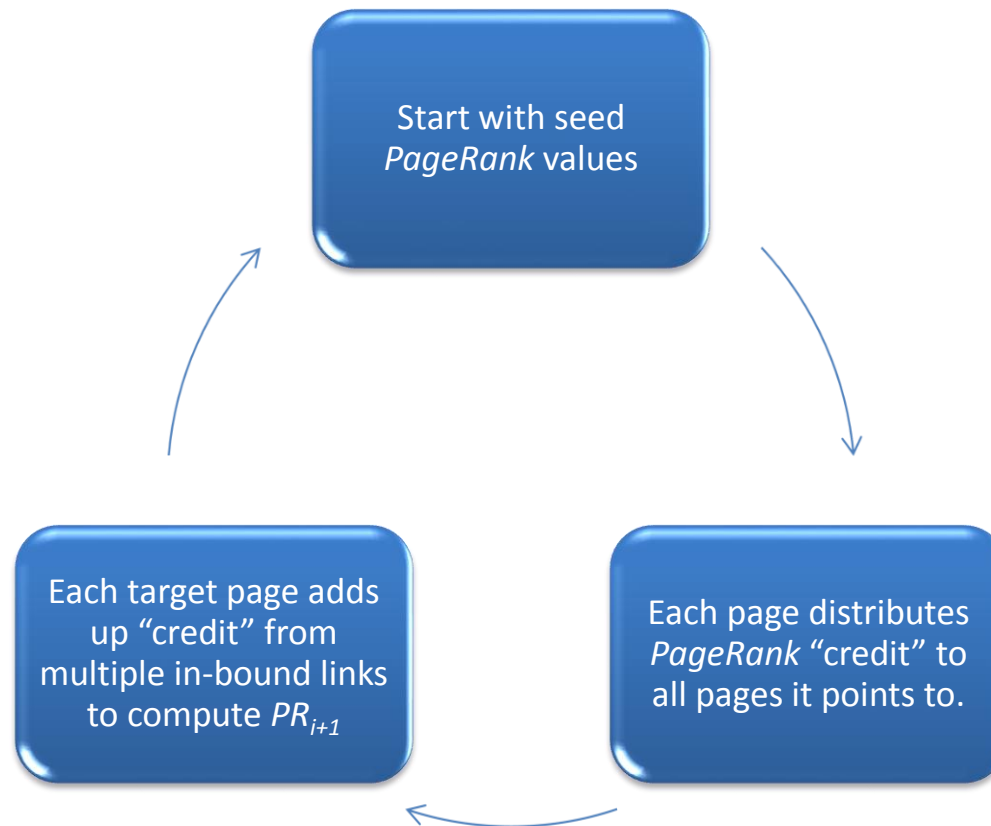 Start with seed
PageRank values
Each page distributes
PageRank “credit” to
all pages it points to.
Each target page adds
up “credit” from
multiple in-bound links
to compute PRi+1